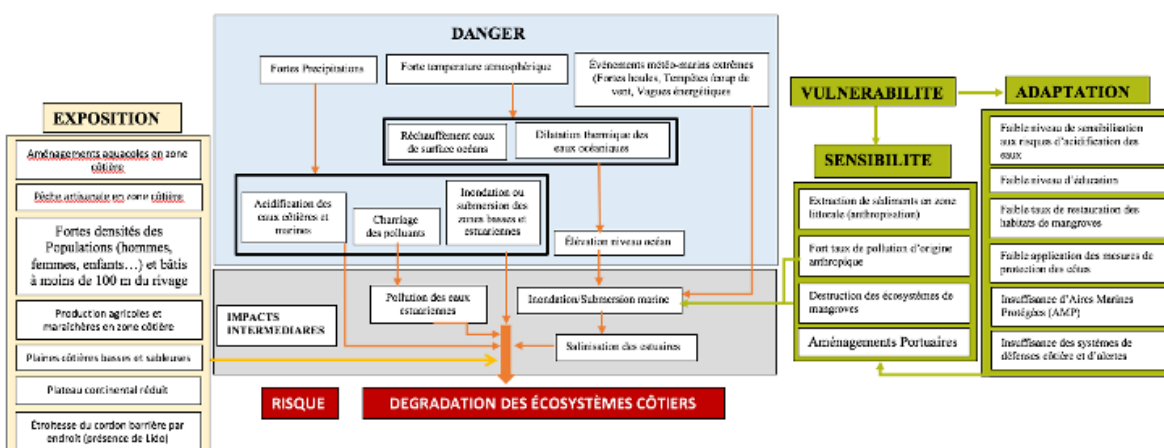 DANGER
Fortes Precipitations
Forte température atmosphérique
Événements météo-marins extrêmes
(Fortes houles, Tempêtes /coup de
vent, Vagues énergétiques
Réchauffement eaux
de surface océans
Dilatation thermique des
eaux océaniques
Acidification des
eaux côtières et
marines
Charriage
des polluants
Inondation ou
submersion des
zones basses et
estuariennes
Élévation niveau océan
IMPACTS
INTERMEDIARES
Pollution des eaux
estuariennes
Inondation/Submersion marine
Salinisation des estuaires
RISQUE
DEGRADATION DES ÉCOSYSTÈMES CÔTIERS
EXPOSITION
Aménagements aquacoles en zone
côtière
Pêche artisanale en zone côtière
Fortes densités des
Populations (hommes,
femmes, enfants…) et bâtis
à moins de 100 m du rivage
Production agricoles et
maraîchères en zone côtière
Plaines côtières basses et sableuses
Plateau continental réduit
Étroitesse du cordon barrière par
endroit (présence de Lido)
VULNERABILITE
SENSIBILITE
Extraction de sédiments en zone
littorale (anthropisation)
Fort taux de pollution d'origine
anthropique
Destruction des écosystèmes de
mangroves
Aménagements Portuaires
ADAPTATION
Faible niveau de sensibilisation
aux risques d'acidification des
eaux
Faible niveau d'éducation
Faible taux de restauration des
habitats de mangroves
Faible application des mesures de
protection des côtes
Insuffisance d'Aires Marines
Protégées (AMP)
Insuffisance des systèmes de
défenses côtière et d'alertes